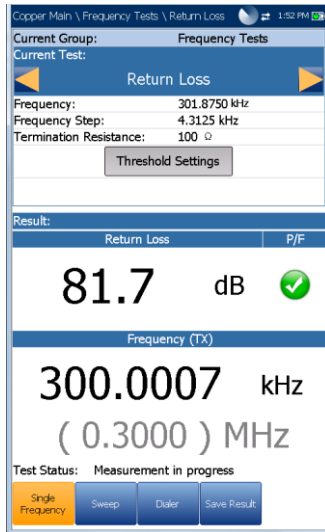 Copper Main \ Frequency Tests \ Return Loss 1:52 PM
Current Group: Frequency Tests
Current Test:
Return Loss
Frequency: 301.8750 kHz
Frequency Step: 4.3125 kHz
Termination Resistance: 100 Ω
Threshold Settings
Result:
Return Loss P/F
81.7 dB
Frequency (TX)
300.0007 kHz
( 0.3000 ) MHz
Test Status: Measurement in progress
Single Frequency Sweep Dialer Save Result